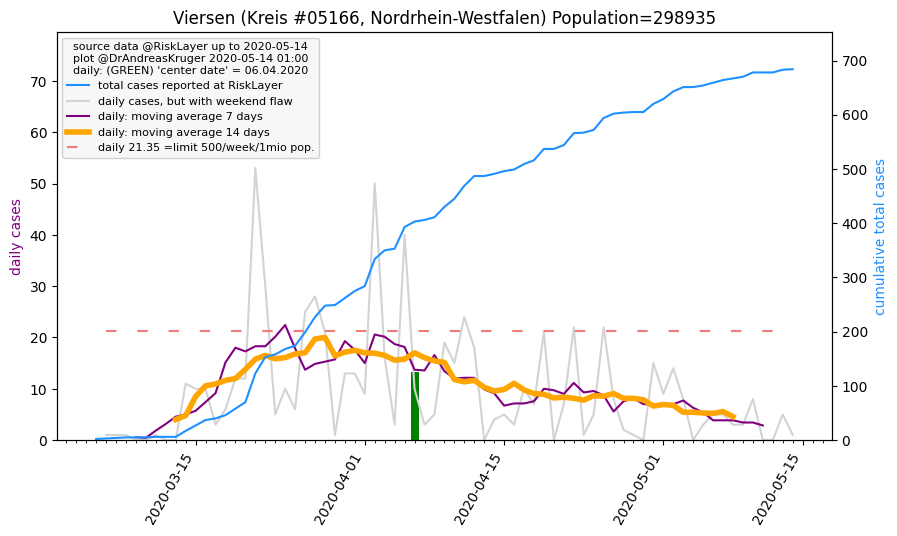 Viersen (Kreis #05166, Nordrhein-Westfalen) Population=298935
source data @RiskLayer up to 2020-05-14
plot @DrAndreasKruger 2020-05-14 01:00
daily: (GREEN) 'center date' = 06.04.2020
total cases reported at RiskLayer
daily cases, but with weekend flaw
daily: moving average 7 days
daily: moving average 14 days
daily 21.35 =limit 500/week/1mio pop.
daily cases
70
60
50
40
30
20
10
0
700
600
500
400
300
200
100
0
cumulative total cases
2020-03-15
2020-04-01
2020-04-15
2020-05-01
2020-05-15